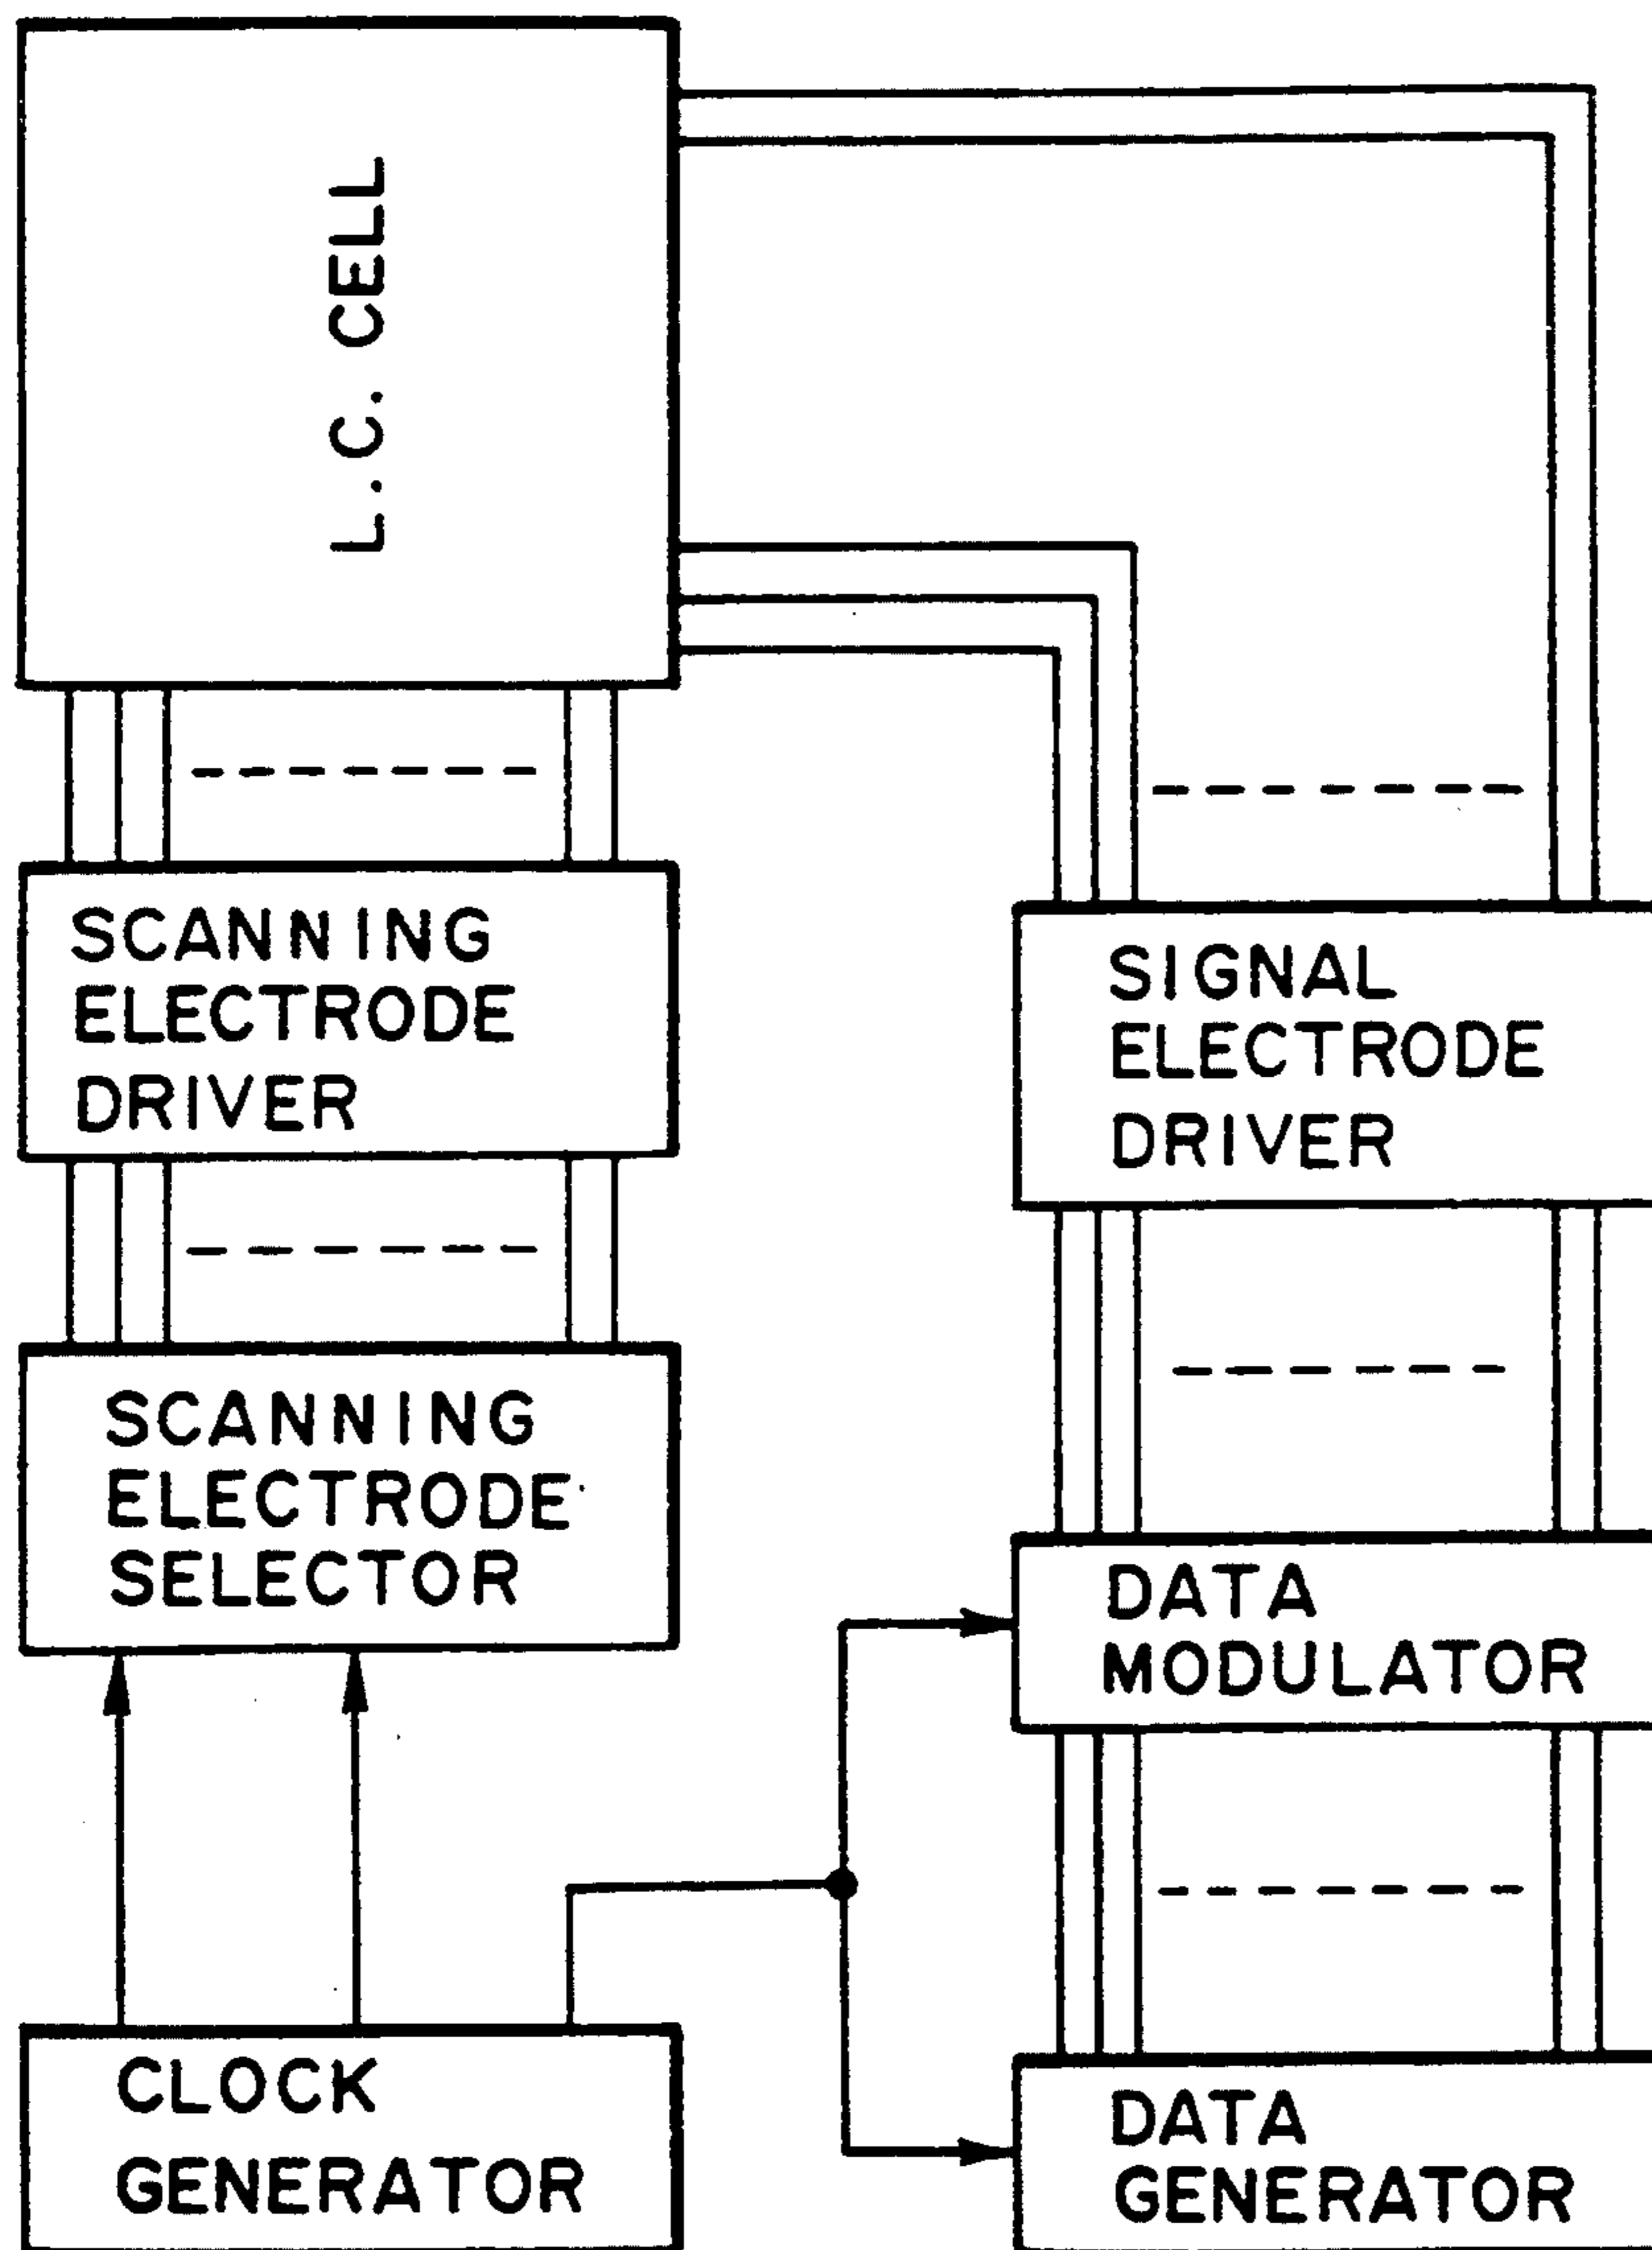 L.C. CELL
SCANNING
ELECTRODE
DRIVER
SIGNAL
ELECTRODE
DRIVER
SCANNING
ELECTRODE
SELECTOR
DATA
MODULATOR
CLOCK
GENERATOR
DATA
GENERATOR